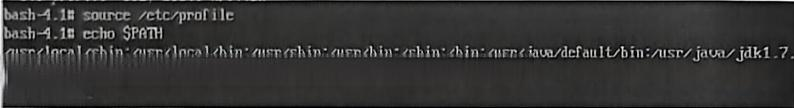 bash-4.1# source /etc/profile
bash-4.1# echo $PATH
/usr/local/sbin:/usr/local/bin:/usr/sbin:/usr/bin:/sbin:/bin:/usr/java/default/bin:/usr/java/jdk1.7.